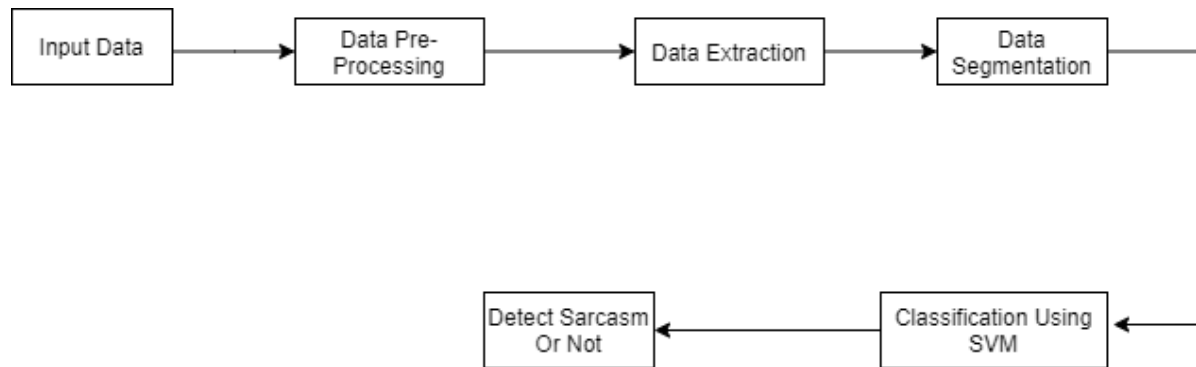 Input Data
Data Pre-
Processing
Data Extraction
Data
Segmentation
Classification Using
SVM
Detect Sarcasm
Or Not